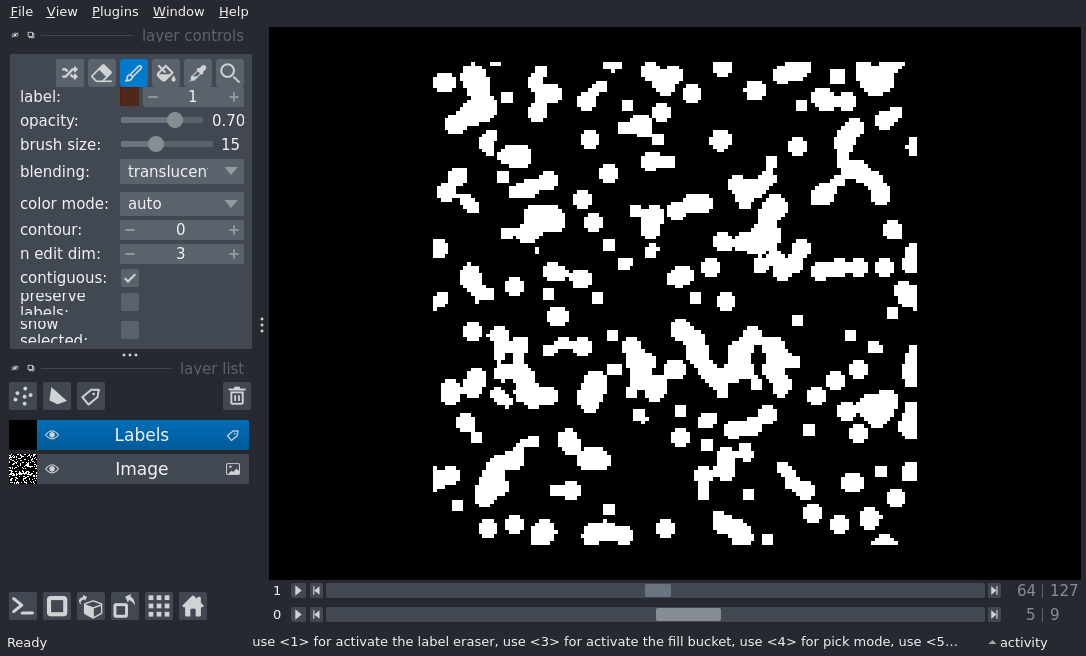 File View Plugins Window Help
layer controls
label: 1
opacity: 0.70
brush size: 15
blending: translucen
color mode: auto
contour: 0
n edit dim: 3
contiguous:
preserve
labels:
show
selected:
layer list
Labels
Image
1 64 | 127
0 5 | 9
Ready use <1> for activate the label eraser, use <3> for activate the fill bucket, use <4> for pick mode, use <5... activity